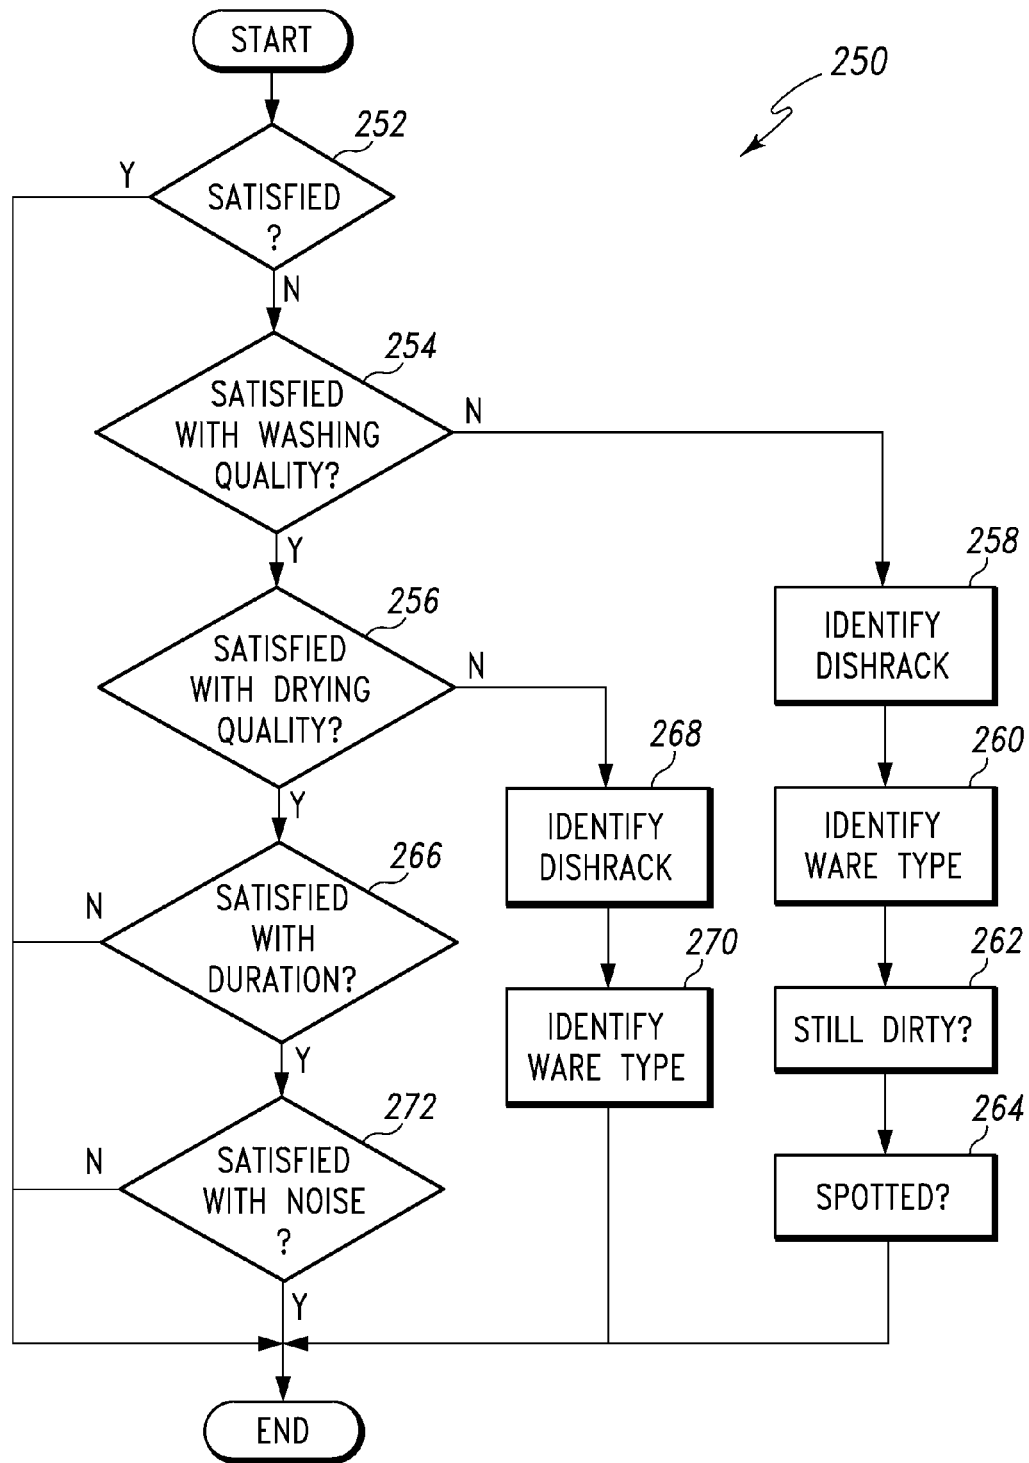 START
250
252
Y
SATISFIED
?
N
254
SATISFIED
WITH WASHING
QUALITY?
N
Y
258
IDENTIFY
DISHRACK
256
SATISFIED
WITH DRYING
QUALITY?
N
Y
268
IDENTIFY
DISHRACK
260
IDENTIFY
WARE TYPE
266
SATISFIED
WITH
DURATION?
N
Y
270
IDENTIFY
WARE TYPE
262
STILL DIRTY?
272
SATISFIED
WITH NOISE
?
N
Y
264
SPOTTED?
END